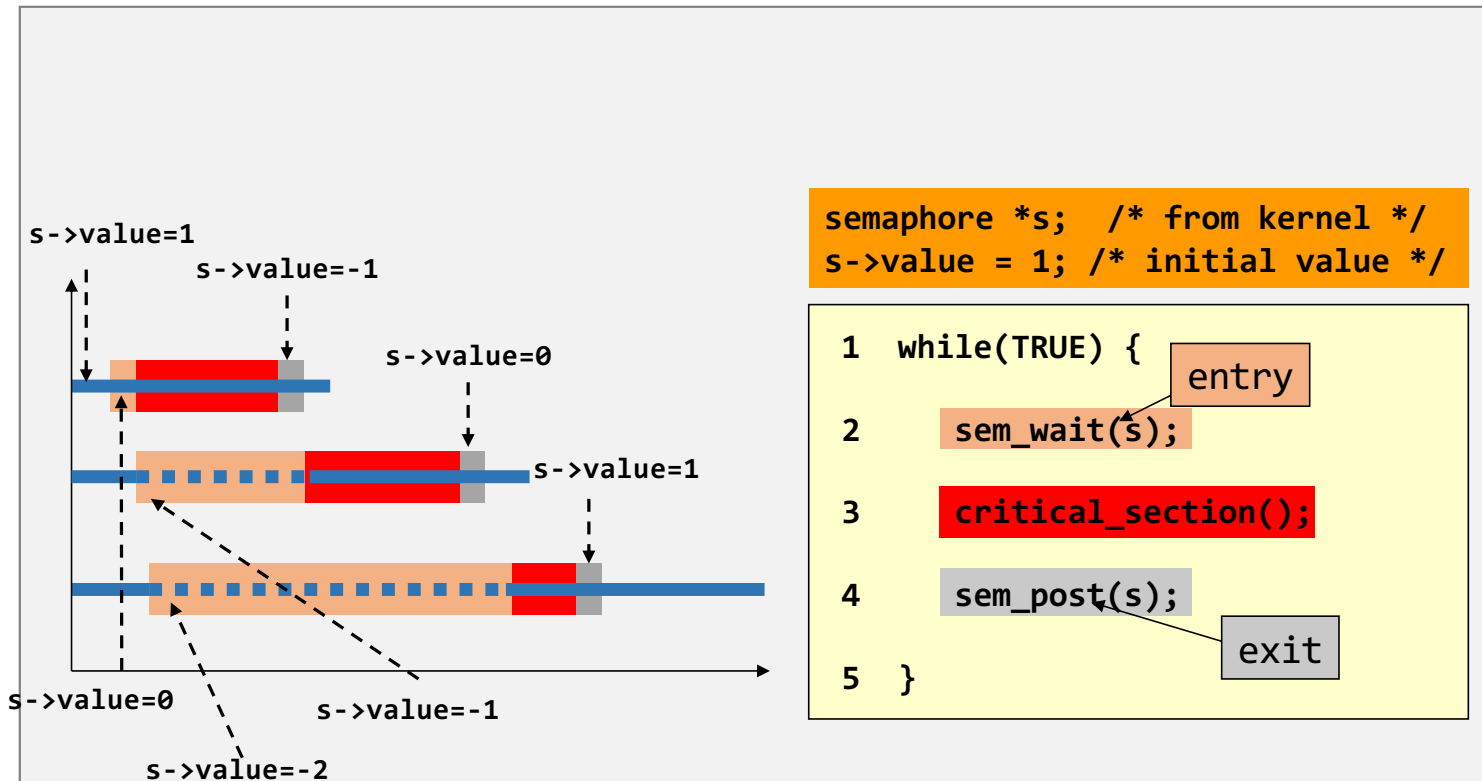 s->value=1
s->value=-1
s->value=0
s->value=1
s->value=0
s->value=-1
s->value=-2
semaphore *s;  /* from kernel */
s->value = 1; /* initial value */
1 while(TRUE) {
entry
2 sem_wait(s);
3 critical_section();
4 sem_post(s);
exit
5 }